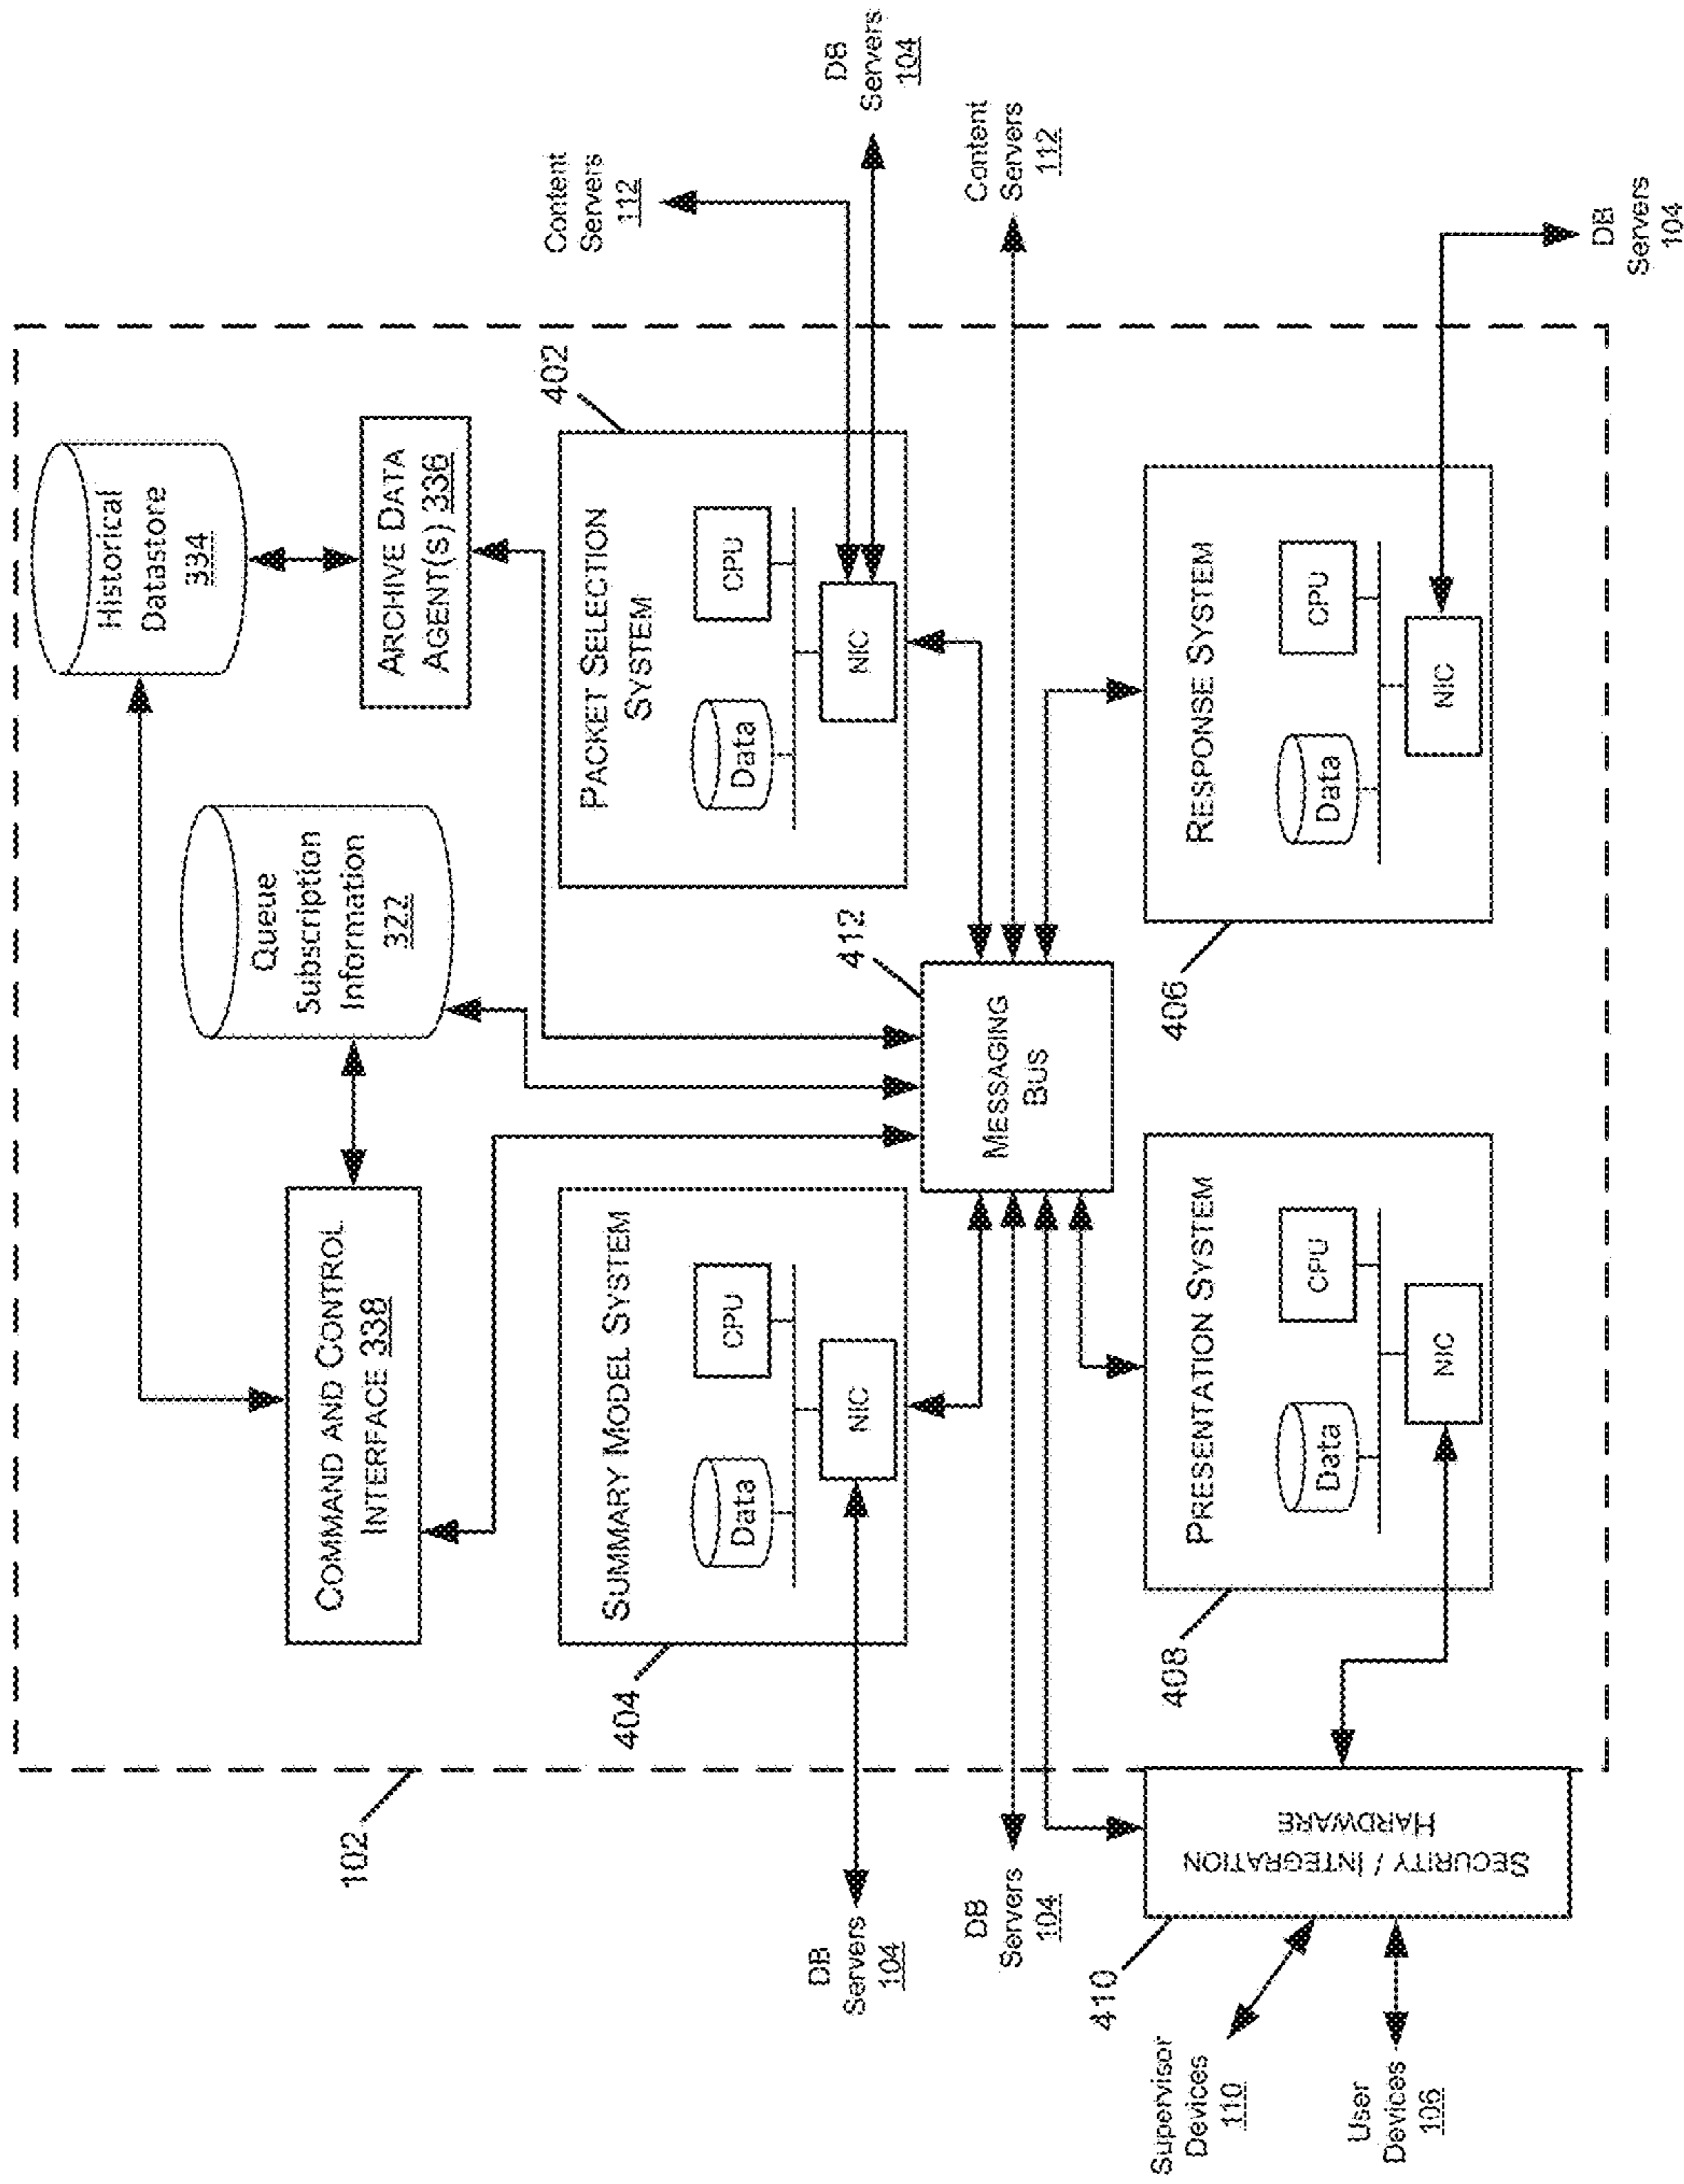 102
COMMAND AND CONTROL
INTERFACE 338
Queue
Subscription
Information
322
Historical
Datastore
334
ARCHIVE DATA
AGENT(S) 336
404
SUMMARY MODEL SYSTEM
Data
CPU
NIC
DB
Servers
104
402
PACKET SELECTION
SYSTEM
Data
CPU
NIC
Content
Servers
112
DB
Servers
104
412
MESSAGING
BUS
DB
Servers
104
Content
Servers
112
408
PRESENTATION SYSTEM
Data
CPU
NIC
406
RESPONSE SYSTEM
Data
CPU
NIC
DB
Servers
104
410
SECURITY / INTEGRATION
HARDWARE
Supervisor
Devices
110
User
Devices
106